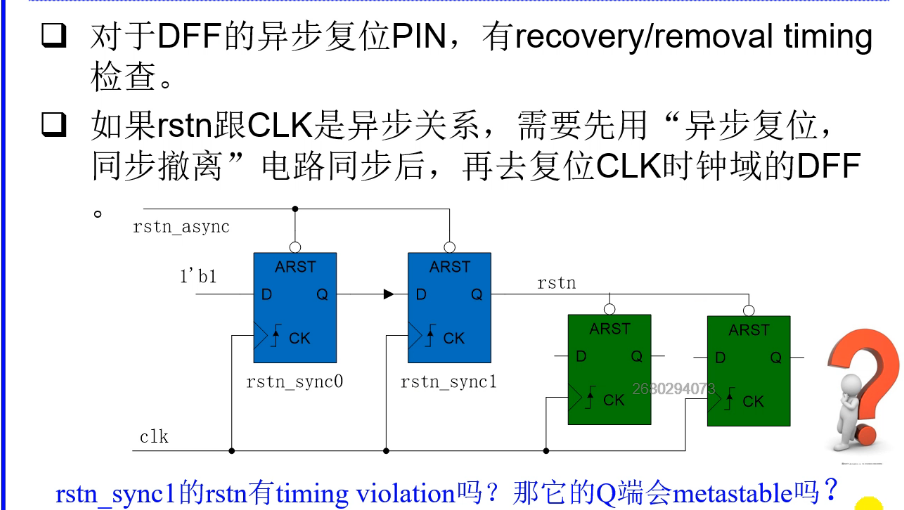 ❑ 对于DFF的异步复位PIN，有recovery/removal timing
检查。
❑ 如果rstn跟CLK是异步关系，需要先用“异步复位，
同步撤离”电路同步后，再去复位CLK时钟域的DFF
。
rstn_async
1'b1
ARST
D Q
CK
rstn_sync0
ARST
D Q
CK
rstn_sync1
rstn
ARST
D Q
CK
ARST
D Q
CK
2680294073
clk
rstn_sync1的rstn有timing violation吗？那它的Q端会metastable吗？